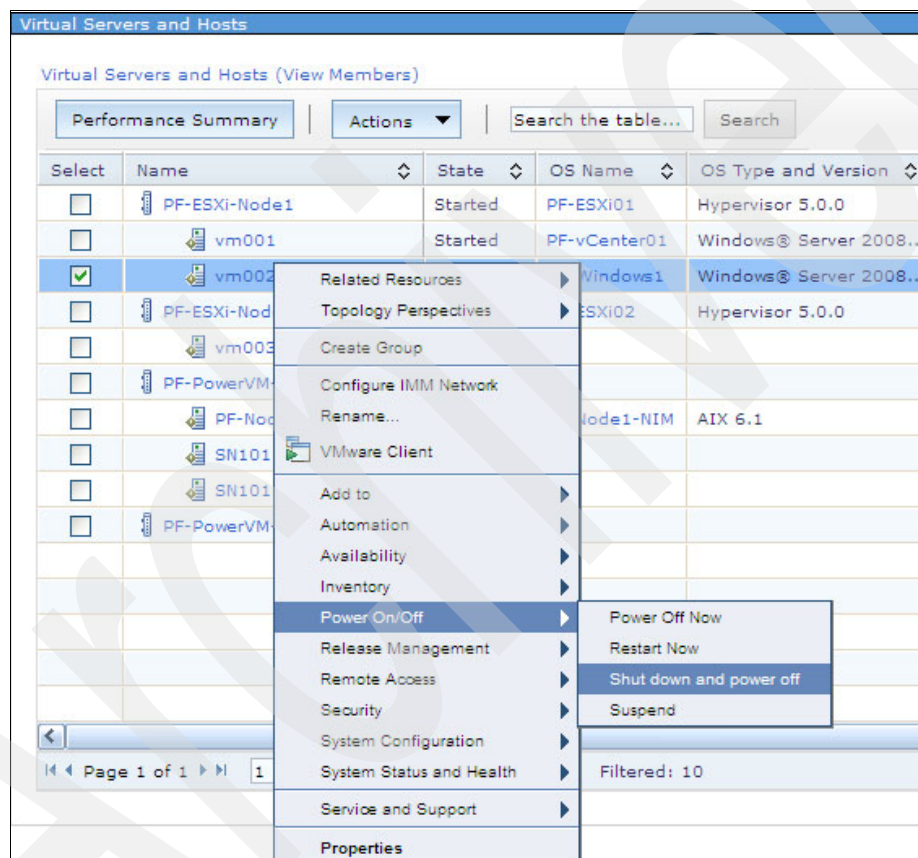 Virtual Servers and Hosts
Virtual Servers and Hosts (View Members)
Performance Summary Actions Search the table... Search
Select Name State OS Name OS Type and Version
PF-ESXi-Node1 Started PF-ESXi01 Hypervisor 5.0.0
vm001 Started PF-vCenter01 Windows® Server 2008...
vm002 Windows1 Windows® Server 2008...
PF-ESXi-Nod ESXi02 Hypervisor 5.0.0
vm003
PF-PowerVM-
PF-Nod Node1-NIM AIX 6.1
SN101
SN101
PF-PowerVM-
Related Resources
Topology Perspectives
Create Group
Configure IMM Network
Rename...
VMware Client
Add to
Automation
Availability
Inventory
Power On/Off
Release Management
Remote Access
Security
System Configuration
System Status and Health
Service and Support
Properties
Power Off Now
Restart Now
Shut down and power off
Suspend
Page 1 of 1 1 Filtered: 10